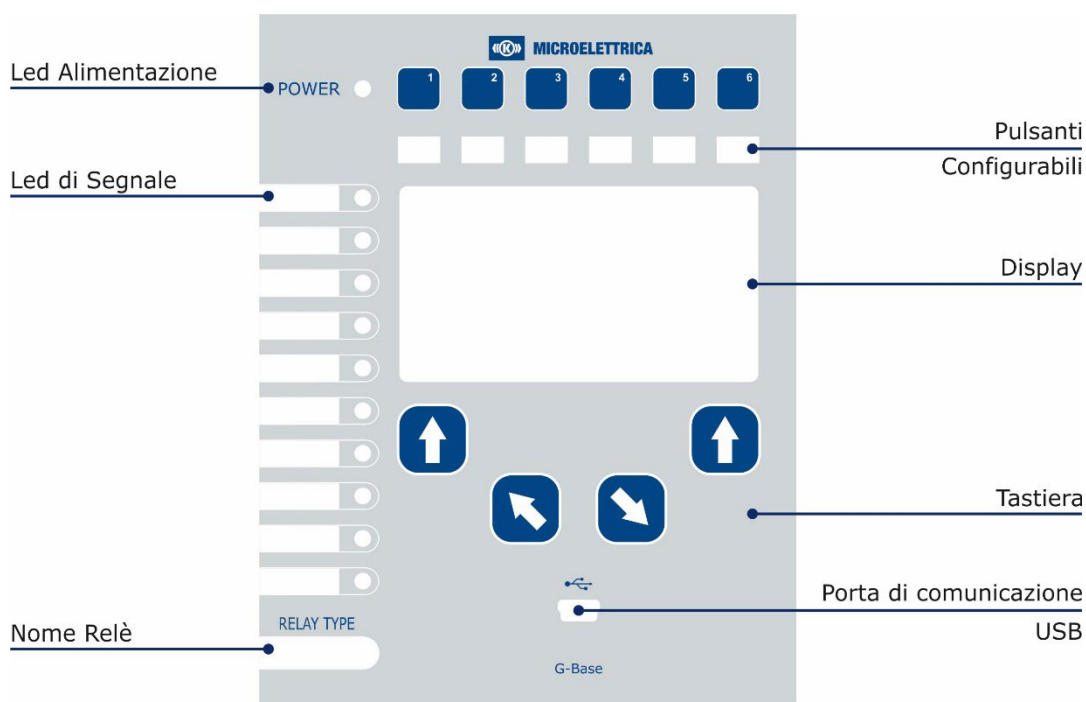 «K» MICROELETTRICA
Led Alimentazione
POWER
1 2 3 4 5 6
Pulsanti
Configurabili
Led di Segnale
Display
Tastiera
Porta di comunicazione
USB
RELAY TYPE
Nome Relè
G-Base